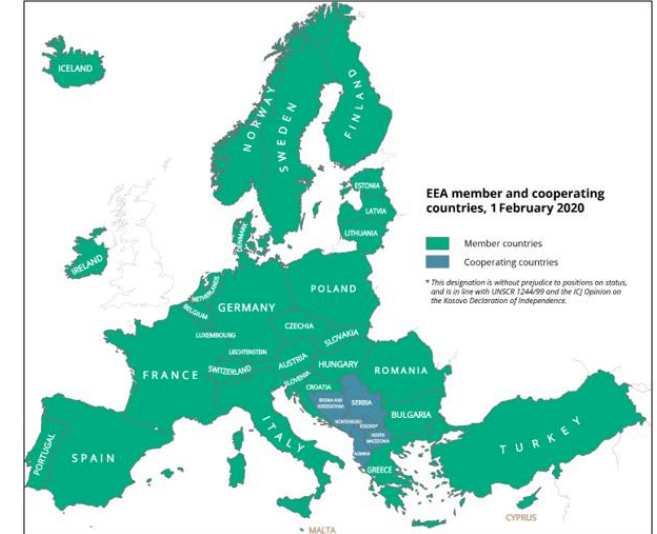 ICELAND
NORWAY
SWEDEN
FINLAND
ESTONIA
LATVIA
LITHUANIA
DENMARK
IRELAND
EEA member and cooperating
countries, 1 February 2020
Member countries
Cooperating countries
* This designation is without prejudice to positions on status,
and is in line with UNSCR 1244/99 and the ICJ Opinion on
the Kosovo Declaration of Independence.
NETHERLANDS
BELGIUM
GERMANY
POLAND
LUXEMBOURG
CZECHIA
SLOVAKIA
LIECHTENSTEIN
FRANCE
SWITZERLAND
AUSTRIA
HUNGARY
SLOVENIA
ROMANIA
CROATIA
BOSNIA AND
HERZEGOVINA
SERBIA
MONTENEGRO
KOSOVO*
BULGARIA
NORTH
MACEDONIA
ALBANIA
ITALY
GREECE
TURKEY
PORTUGAL
SPAIN
CYPRUS
MALTA